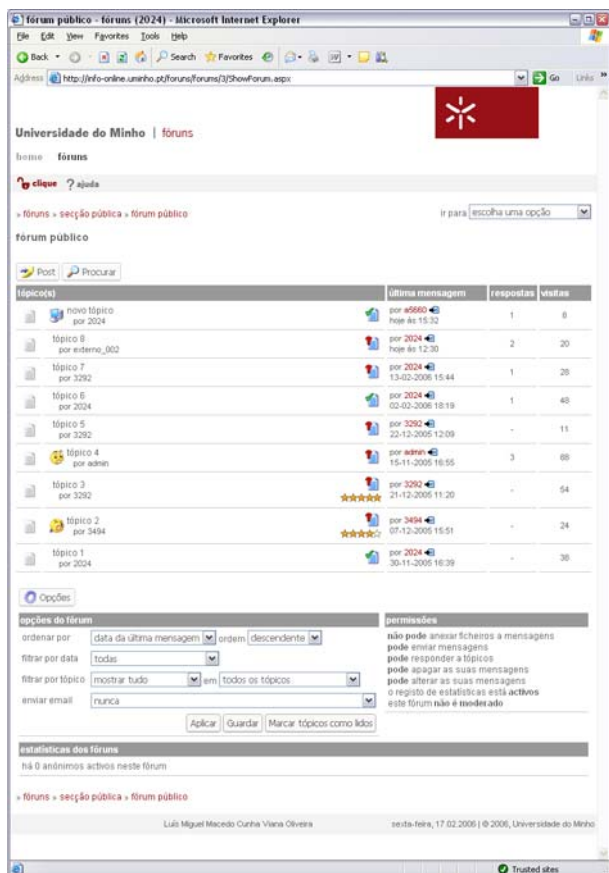 fórum público - fóruns (2024) - Microsoft Internet Explorer
File Edit View Favorites Tools Help
Back Search Favorites
Address http://info-online.uminho.pt/foruns/forums/3/ShowForum.aspx Go Links »
Universidade do Minho | fóruns
home fóruns
clique ? ajuda
» fóruns » secção pública » fórum público ir para escolha uma opção
fórum público
Post Procurar
tópico(s) última mensagem respostas visitas
novo tópico por a5660 1 6
por 2024 hoje às 15:32
tópico 8 por 2024 2 20
por externo_002 hoje às 12:30
tópico 7 por 2024 1 28
por 3292 13-02-2006 15:44
tópico 6 por 2024 1 48
por 2024 02-02-2006 18:19
tópico 5 por 3292 - 11
por 3292 22-12-2005 12:09
tópico 4 por admin 3 68
por admin 15-11-2005 16:55
tópico 3 por 3292 - 54
por 3292 21-12-2005 11:20
tópico 2 por 3494 - 24
por 3494 07-12-2005 15:51
tópico 1 por 2024 - 36
por 2024 30-11-2005 16:39
Opções
opções do fórum permissões
ordenar por data da última mensagem ordem descendente
filtrar por data todas
filtrar por tópico mostrar tudo em todos os tópicos
enviar email nunca
Aplicar Guardar Marcar tópicos como lidos
não pode anexar ficheiros a mensagens
pode enviar mensagens
pode responder a tópicos
pode apagar as suas mensagens
pode alterar as suas mensagens
o registo de estatísticas está activos
este fórum não é moderado
estatísticas dos fóruns
há 0 anónimos activos neste fórum
» fóruns » secção pública » fórum público
Luís Miguel Macedo Cunha Viana Oliveira sexta-feira, 17.02.2006 | © 2006, Universidade do Minho
Trusted sites